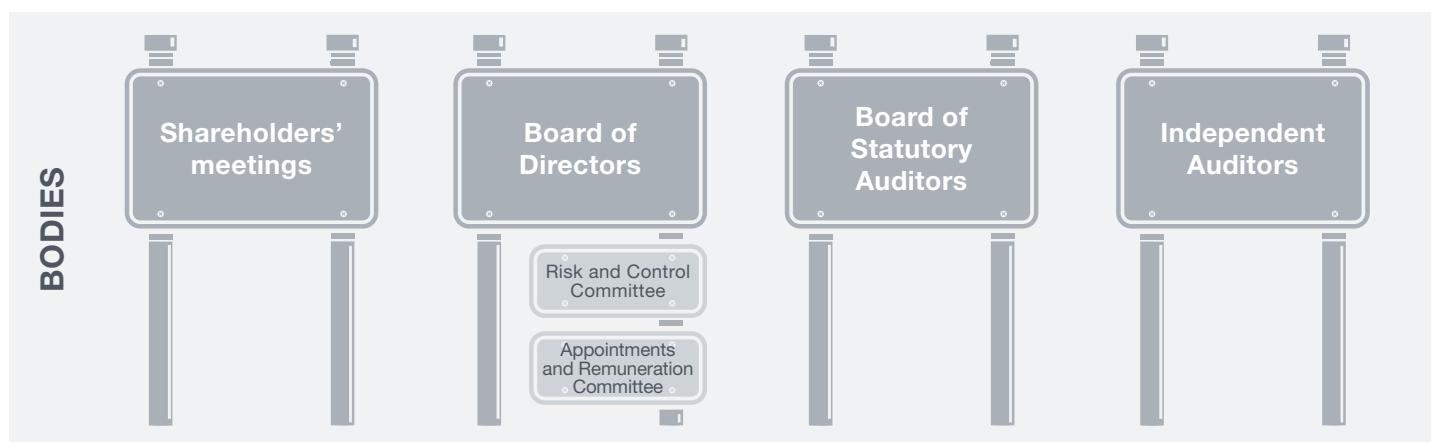 BODIES
Shareholders’
meetings
Board of
Directors
Risk and Control
Committee
Appointments
and Remuneration
Committee
Board of
Statutory
Auditors
Independent
Auditors